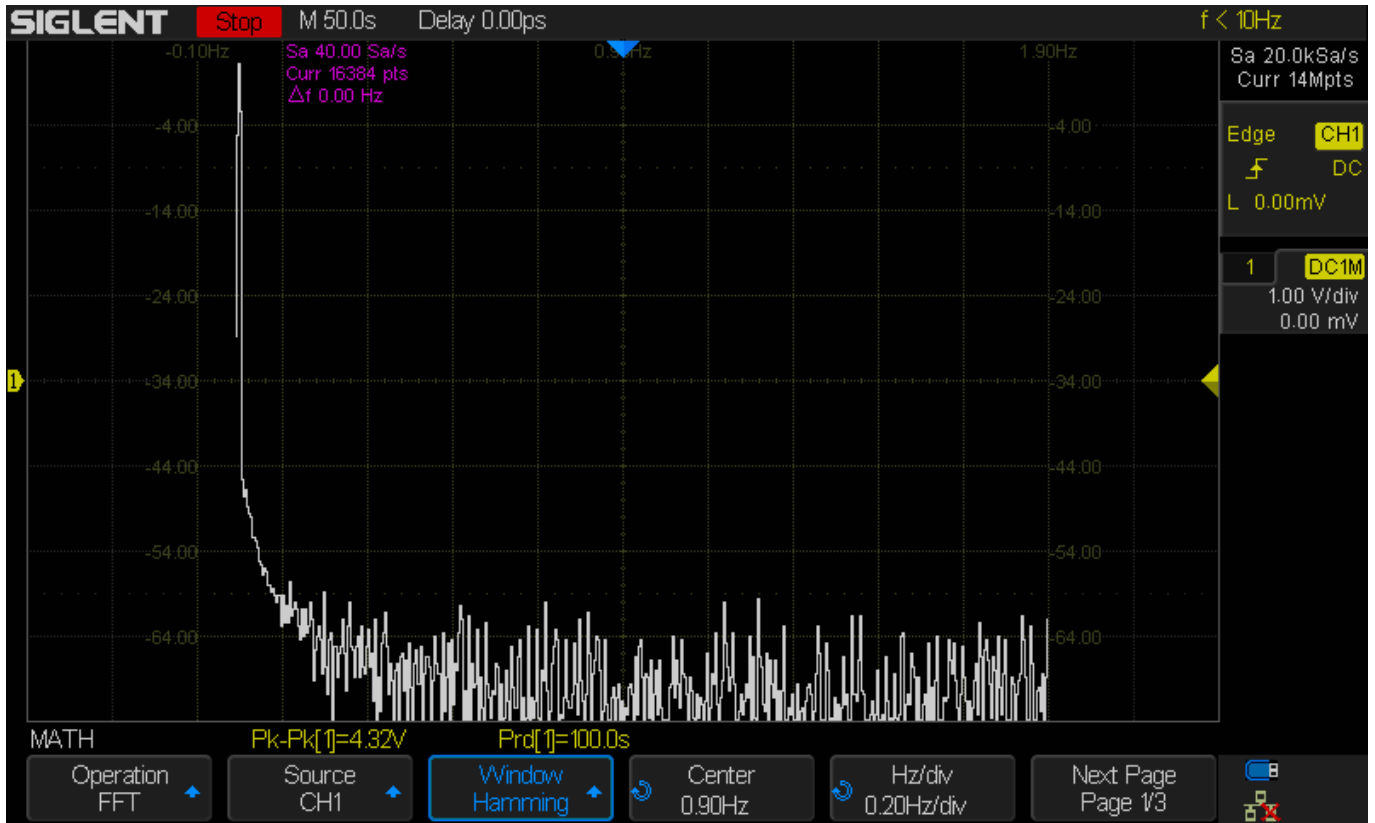 SIGLENT Stop M 50.0s Delay 0.00ps f < 10Hz
-0.10Hz Sa 40.00 Sa/s 1.90Hz
Curr 16384 pts
Δf 0.00 Hz
-4.00 -4.00
-14.00 -14.00
-24.00 -24.00
-34.00 -34.00
-44.00 -44.00
-54.00 -54.00
-64.00 -64.00
Sa 20.0kSa/s
Curr 14Mpts
Edge CH1
DC
L 0.00mV
1 DC1M
1.00 V/div
0.00 mV
1
MATH Pk-Pk[1]=4.32V Prd[1]=100.0s
Operation
FFT
Source
CH1
Window
Hamming
Center
0.90Hz
Hz/div
0.20Hz/div
Next Page
Page 1/3